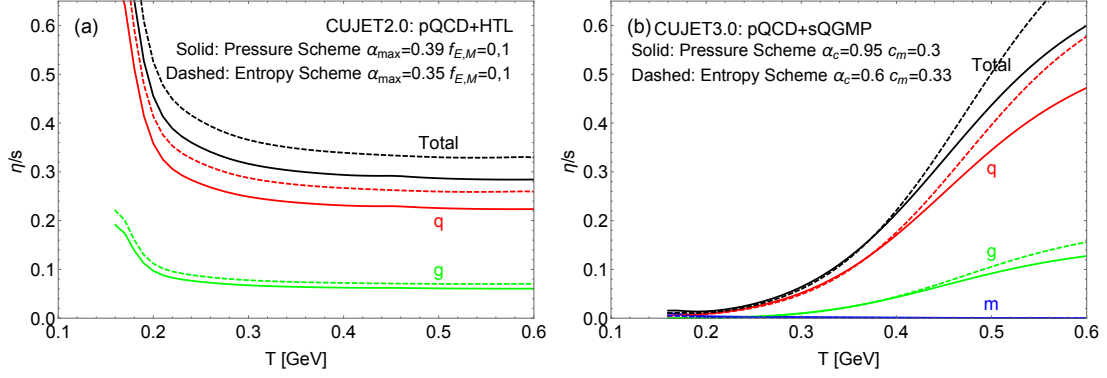 (a)
CUJET2.0: pQCD+HTL
Solid: Pressure Scheme αmax=0.39 fE,M=0,1
Dashed: Entropy Scheme αmax=0.35 fE,M=0,1
Total
q
g
η/s
0.6
0.5
0.4
0.3
0.2
0.1
0.0
0.1 0.2 0.3 0.4 0.5 0.6
T [GeV]
(b)
CUJET3.0: pQCD+sQGMP
Solid: Pressure Scheme αc=0.95 cm=0.3
Dashed: Entropy Scheme αc=0.6 cm=0.33
Total
q
g
m
η/s
0.6
0.5
0.4
0.3
0.2
0.1
0.0
0.1 0.2 0.3 0.4 0.5 0.6
T [GeV]